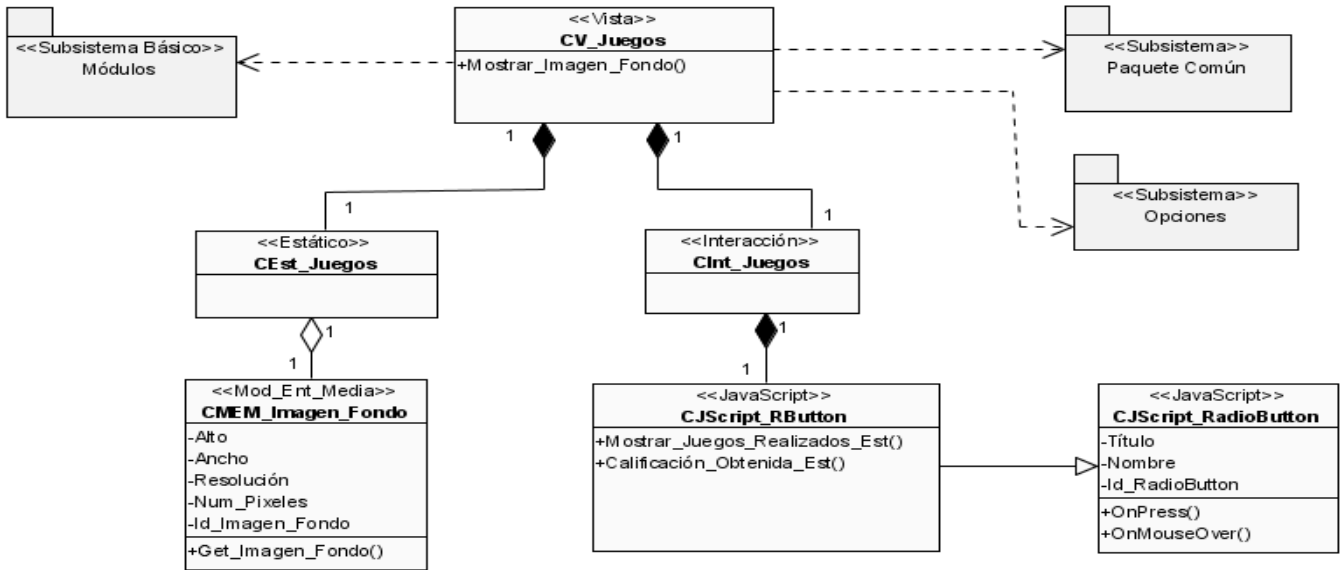 <<Vista>>
CV_Juegos
+Mostrar_Imagen_Fondo()
<<Subsistema Básico>>
Módulos
<<Subsistema>>
Paquete Común
<<Subsistema>>
Opciones
1
1
1
1
<<Estático>>
CEst_Juegos
<<Interacción>>
CInt_Juegos
1
1
1
1
<<Mod_Ent_Media>>
CMEM_Imagen_Fondo
-Alto
-Ancho
-Resolución
-Num_Pixeles
-Id_Imagen_Fondo
+Get_Imagen_Fondo()
<<JavaScript>>
CJScript_RButton
+Mostrar_Juegos_Realizados_Est()
+Calificación_Obtenida_Est()
<<JavaScript>>
CJScript_RadioButton
-Título
-Nombre
-Id_RadioButton
+OnPress()
+OnMouseOver()